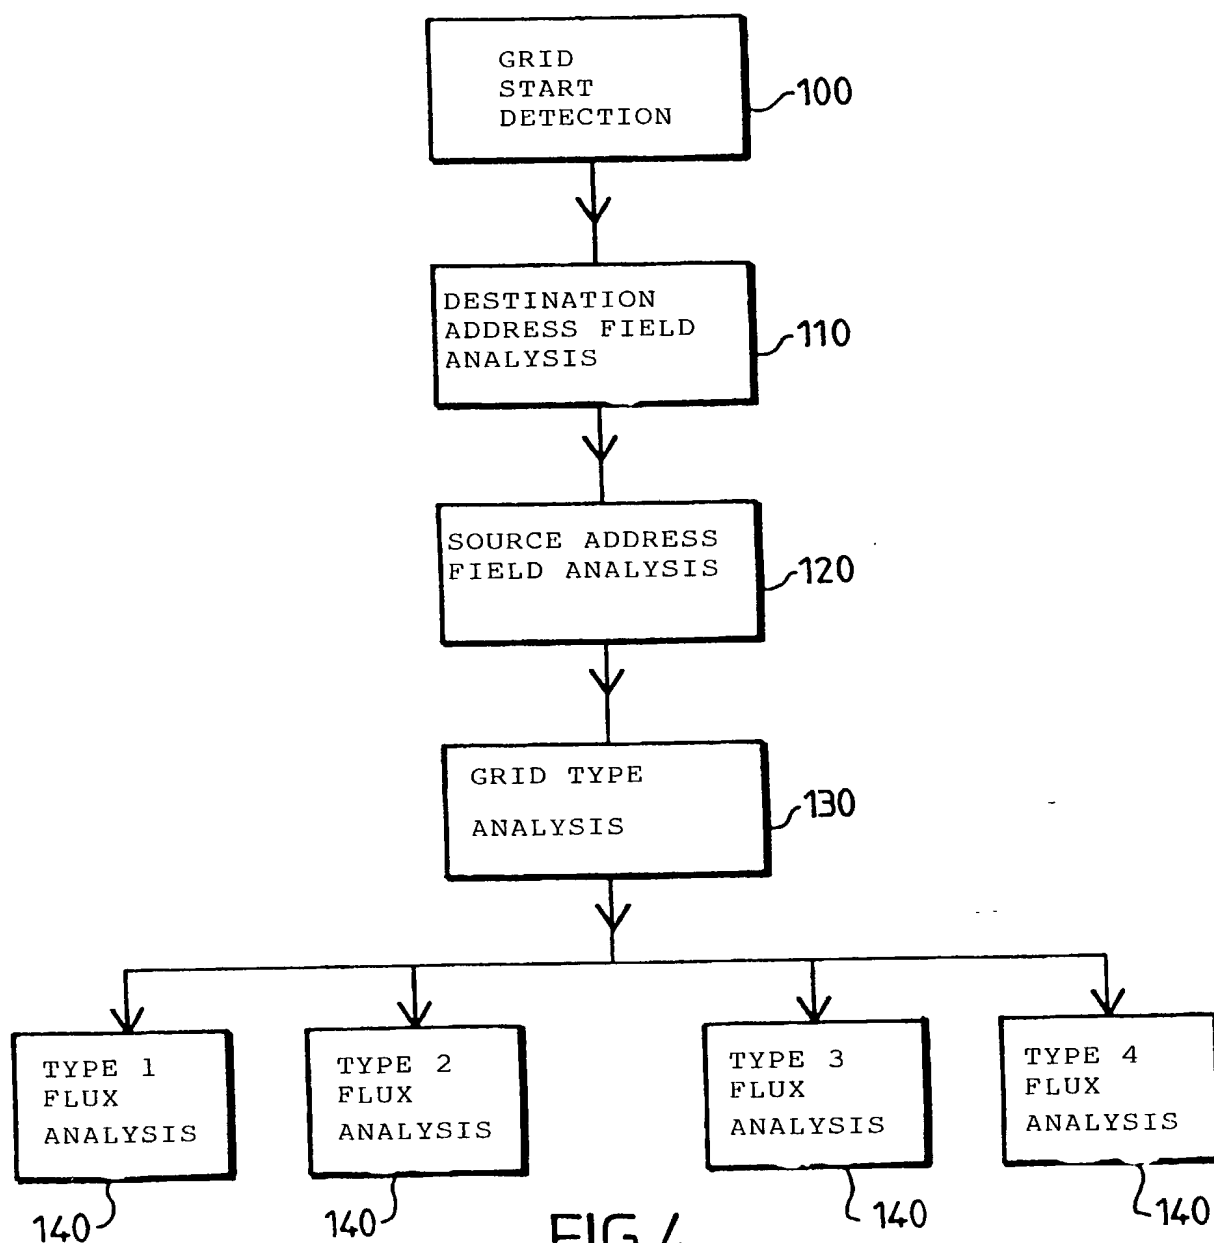 GRID
START
DETECTION
100
DESTINATION
ADDRESS FIELD
ANALYSIS
110
SOURCE ADDRESS
FIELD ANALYSIS
120
GRID TYPE
ANALYSIS
130
TYPE 1
FLUX
ANALYSIS
140
TYPE 2
FLUX
ANALYSIS
140
TYPE 3
FLUX
ANALYSIS
140
TYPE 4
FLUX
ANALYSIS
140
FIG.4